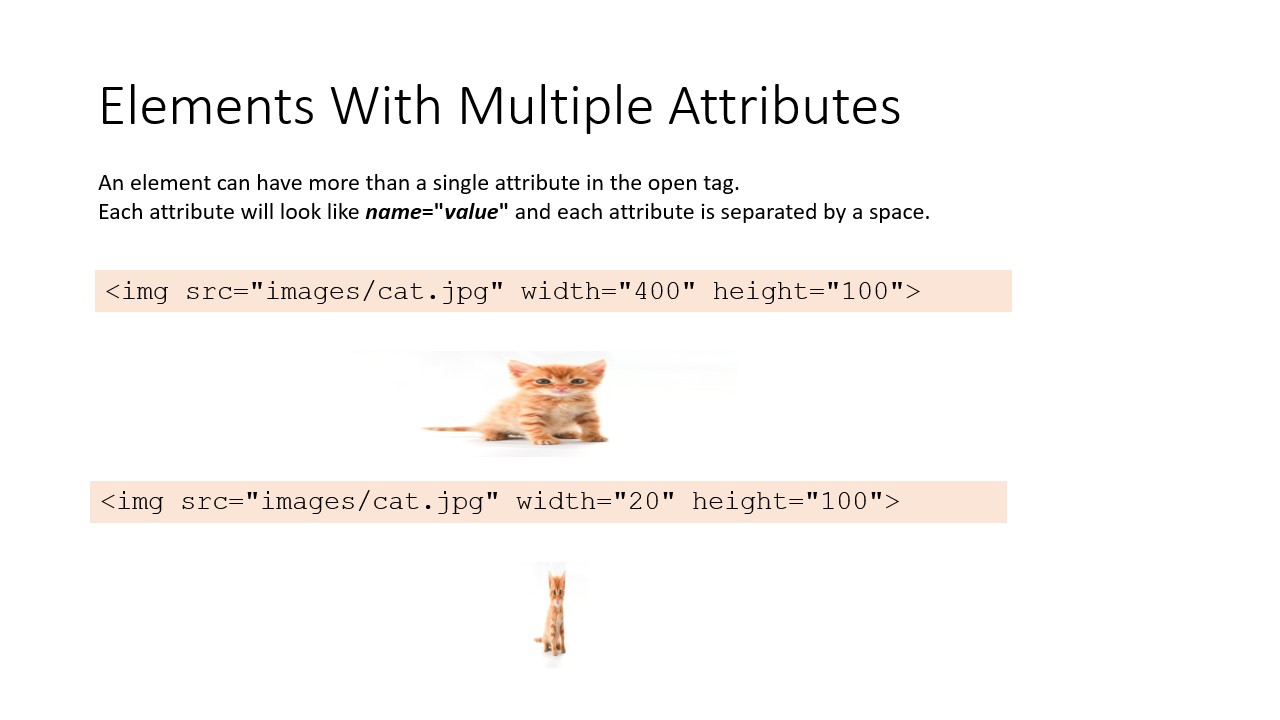 Elements With Multiple Attributes
An element can have more than a single attribute in the open tag.
Each attribute will look like name="value" and each attribute is separated by a space.
<img src="images/cat.jpg" width="400" height="100">
<img src="images/cat.jpg" width="20" height="100">